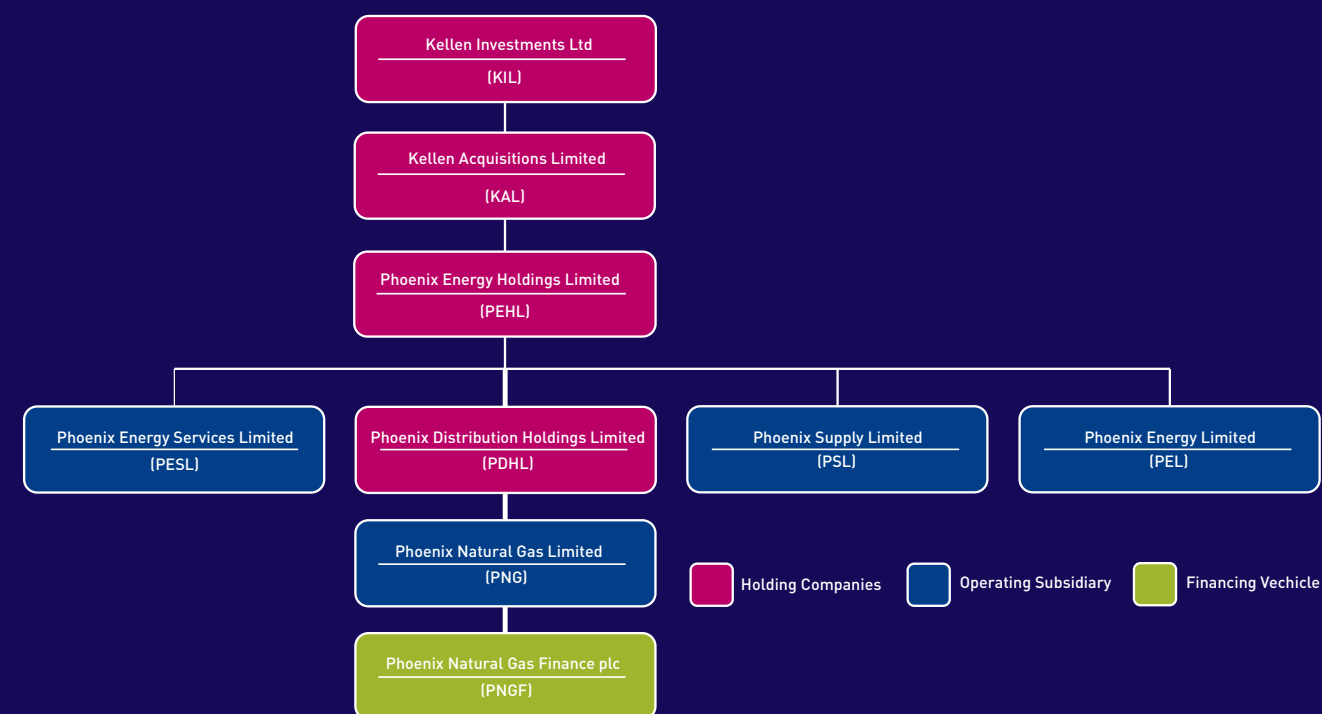 Kellen Investments Ltd
(KIL)
Kellen Acquisitions Limited
(KAL)
Phoenix Energy Holdings Limited
(PEHL)
Phoenix Energy Services Limited
(PESL)
Phoenix Distribution Holdings Limited
(PDHL)
Phoenix Supply Limited
(PSL)
Phoenix Energy Limited
(PEL)
Phoenix Natural Gas Limited
(PNG)
Holding Companies
Operating Subsidiary
Financing Vechicle
Phoenix Natural Gas Finance plc
(PNGF)